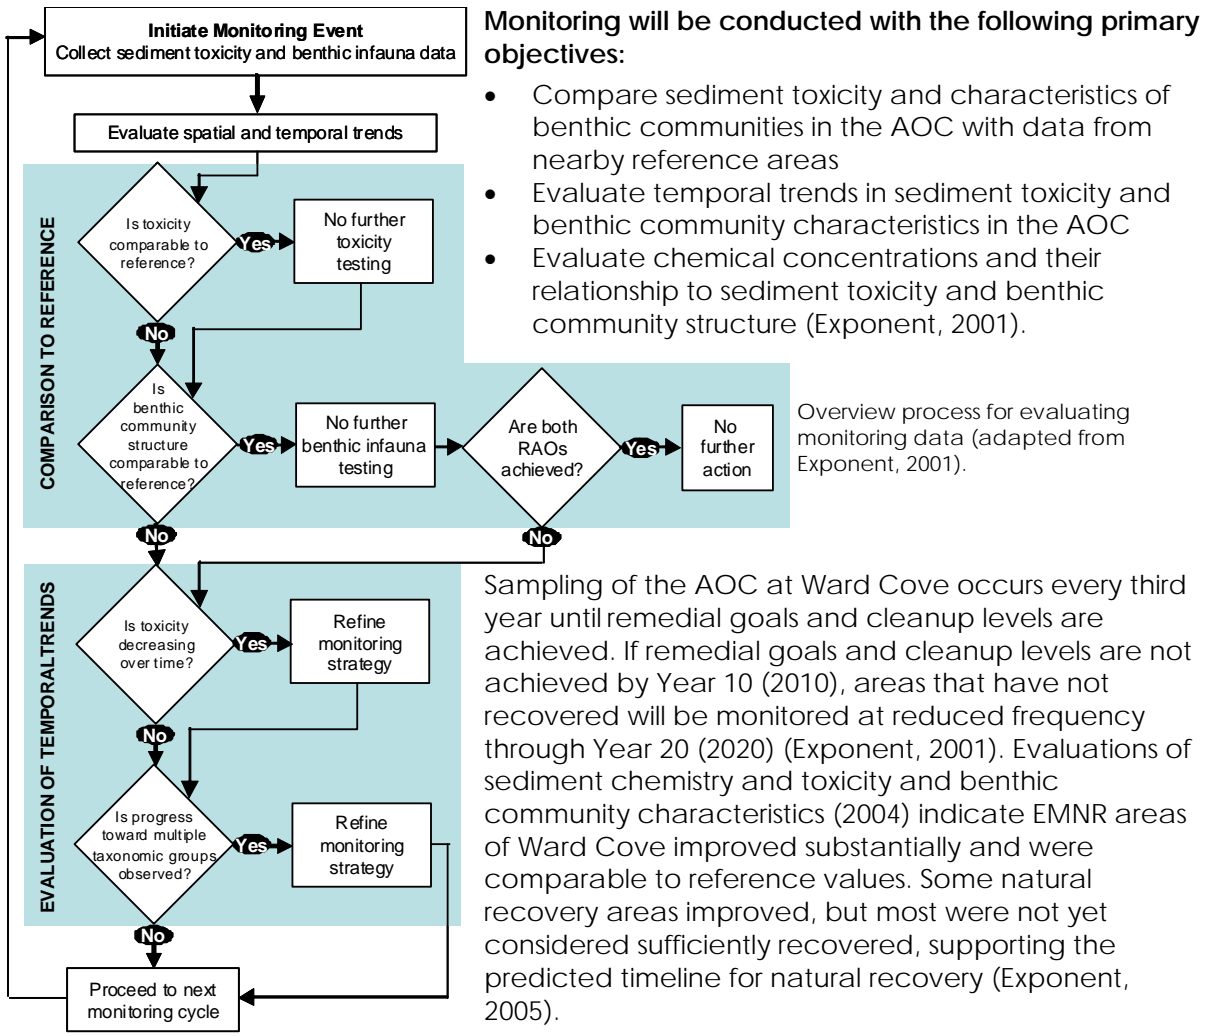 Initiate Monitoring Event
Collect sediment toxicity and benthic infauna data
Evaluate spatial and temporal trends
COMPARISON TO REFERENCE
Is toxicity
comparable to
reference?
Yes
No further
toxicity
testing
No
Is
benthic
community
structure
comparable to
reference?
Yes
No further
benthic infauna
testing
Are both
RAOs
achieved?
Yes
No
further
action
No
No
EVALUATION OF TEMPORAL TRENDS
Is toxicity
decreasing
over time?
Yes
Refine
monitoring
strategy
No
Is progress
toward multiple
taxonomic groups
observed?
Yes
Refine
monitoring
strategy
No
Proceed to next
monitoring cycle
Monitoring will be conducted with the following primary
objectives:
• Compare sediment toxicity and characteristics of
benthic communities in the AOC with data from
nearby reference areas
• Evaluate temporal trends in sediment toxicity and
benthic community characteristics in the AOC
• Evaluate chemical concentrations and their
relationship to sediment toxicity and benthic
community structure (Exponent, 2001).
Overview process for evaluating
monitoring data (adapted from
Exponent, 2001).
Sampling of the AOC at Ward Cove occurs every third
year until remedial goals and cleanup levels are
achieved. If remedial goals and cleanup levels are not
achieved by Year 10 (2010), areas that have not
recovered will be monitored at reduced frequency
through Year 20 (2020) (Exponent, 2001). Evaluations of
sediment chemistry and toxicity and benthic
community characteristics (2004) indicate EMNR areas
of Ward Cove improved substantially and were
comparable to reference values. Some natural
recovery areas improved, but most were not yet
considered sufficiently recovered, supporting the
predicted timeline for natural recovery (Exponent,
2005).